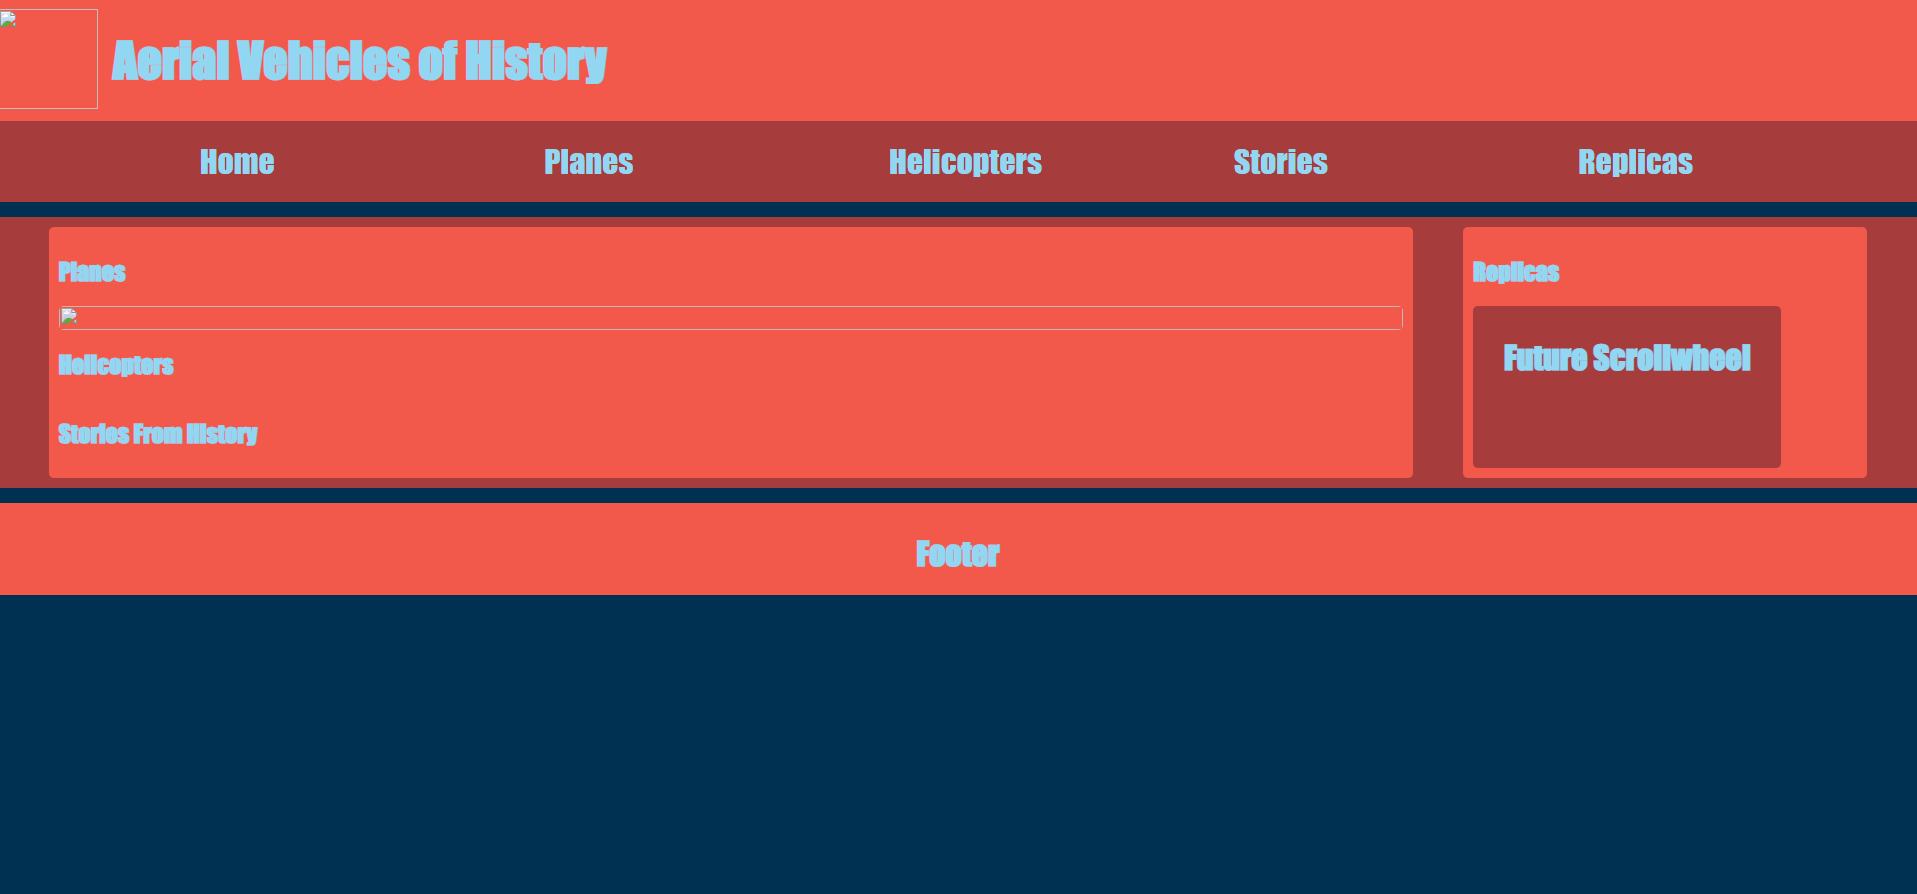 Aerial Vehicles of History
Home
Planes
Helicopters
Stories
Replicas
Planes
Helicopters
Stories From History
Replicas
Future Scrollwheel
Footer